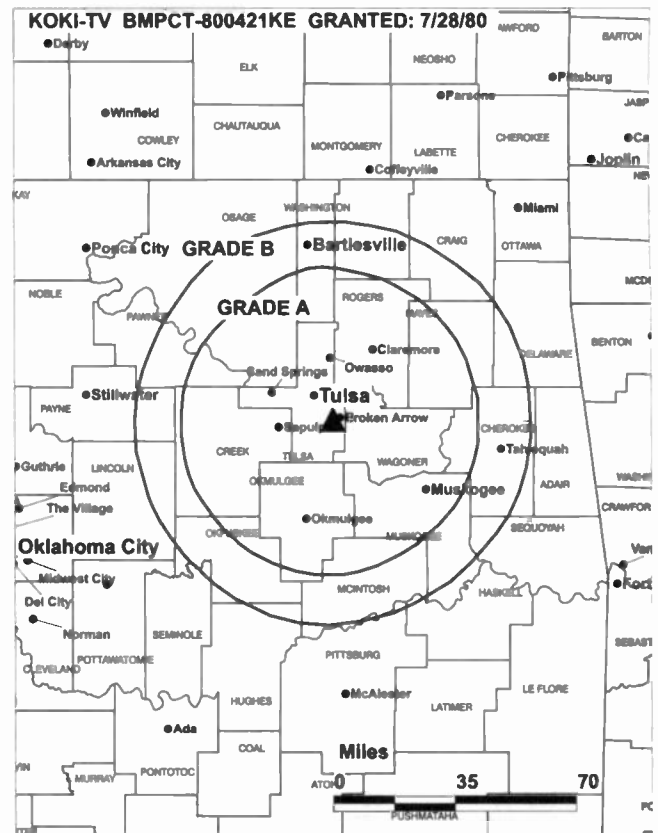 KOKI-TV BMPCT-800421KE GRANTED: 7/28/80
Derby
ELK
NEOSHO
BARTON
Pittsburg
Parsons
Winfield
COWLEY
CHAUTAUQUA
MONTGOMERY
LABETTE
CHEROKEE
Arkansas City
Coffeyville
Joplin
OSAGE
WASHINGTON
Miami
CRAIG
OTTAWA
Ponca City
GRADE B
Bartlesville
NOBLE
GRADE A
ROGERS
PAWNEE
MAYES
BENTON
Claremore
DELAWARE
Owasso
Sand Springs
Stillwater
Tulsa
PAYNE
Broken Arrow
CHEROKEE
Tahlequah
CREEK
TULSA
WAGONER
Guthrie
LINCOLN
OKMULGEE
ADAIR
Edmond
The Village
Muskogee
Okmulgee
SEQUOYAH
MUSKOGEE
Oklahoma City
Midwest City
MCINTOSH
HASKELL
Del City
Norman
SEMINOLE
PITTSBURG
CLEVELAND
POTTAWATOMIE
McAlester
LE FLORE
HUGHES
LATIMER
Ada
COAL
Miles
PONTOTOC
MURRAY
0 35 70
PUSHMATAHA